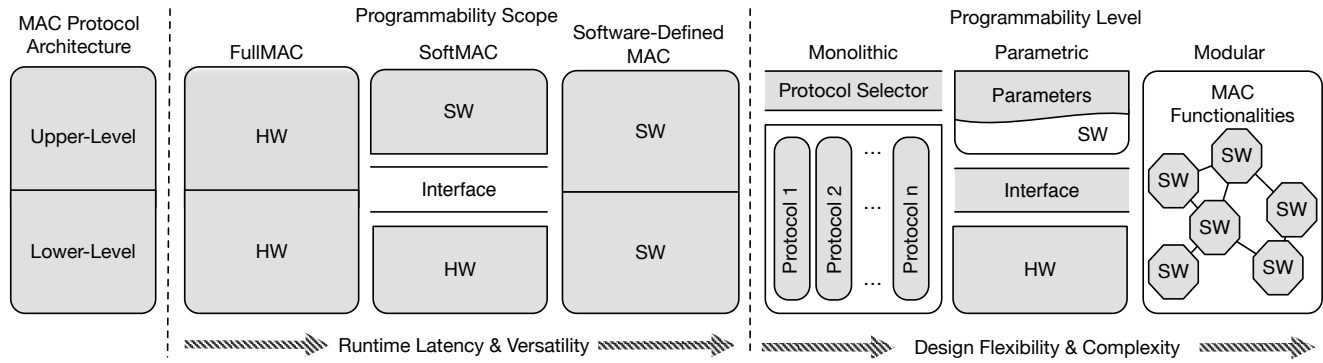 MAC Protocol
Architecture
Upper-Level
Lower-Level
Programmability Scope
FullMAC
HW
HW
SoftMAC
SW
Interface
HW
Software-Defined
MAC
SW
SW
Runtime Latency & Versatility
Programmability Level
Monolithic
Protocol Selector
Protocol 1
Protocol 2
...
...
...
Protocol n
Parametric
Parameters
SW
Interface
HW
Modular
MAC
Functionalities
SW
SW
SW
SW
SW
SW
Design Flexibility & Complexity